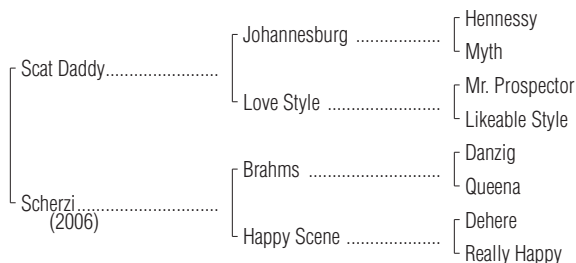 Hennessy
Johannesburg ..................
Myth
Scat Daddy........................
Mr. Prospector
Love Style ........................
Likeable Style
Danzig
Brahms ............................
Queena
Scherzi..............................
(2006)
Dehere
Happy Scene ....................
Really Happy